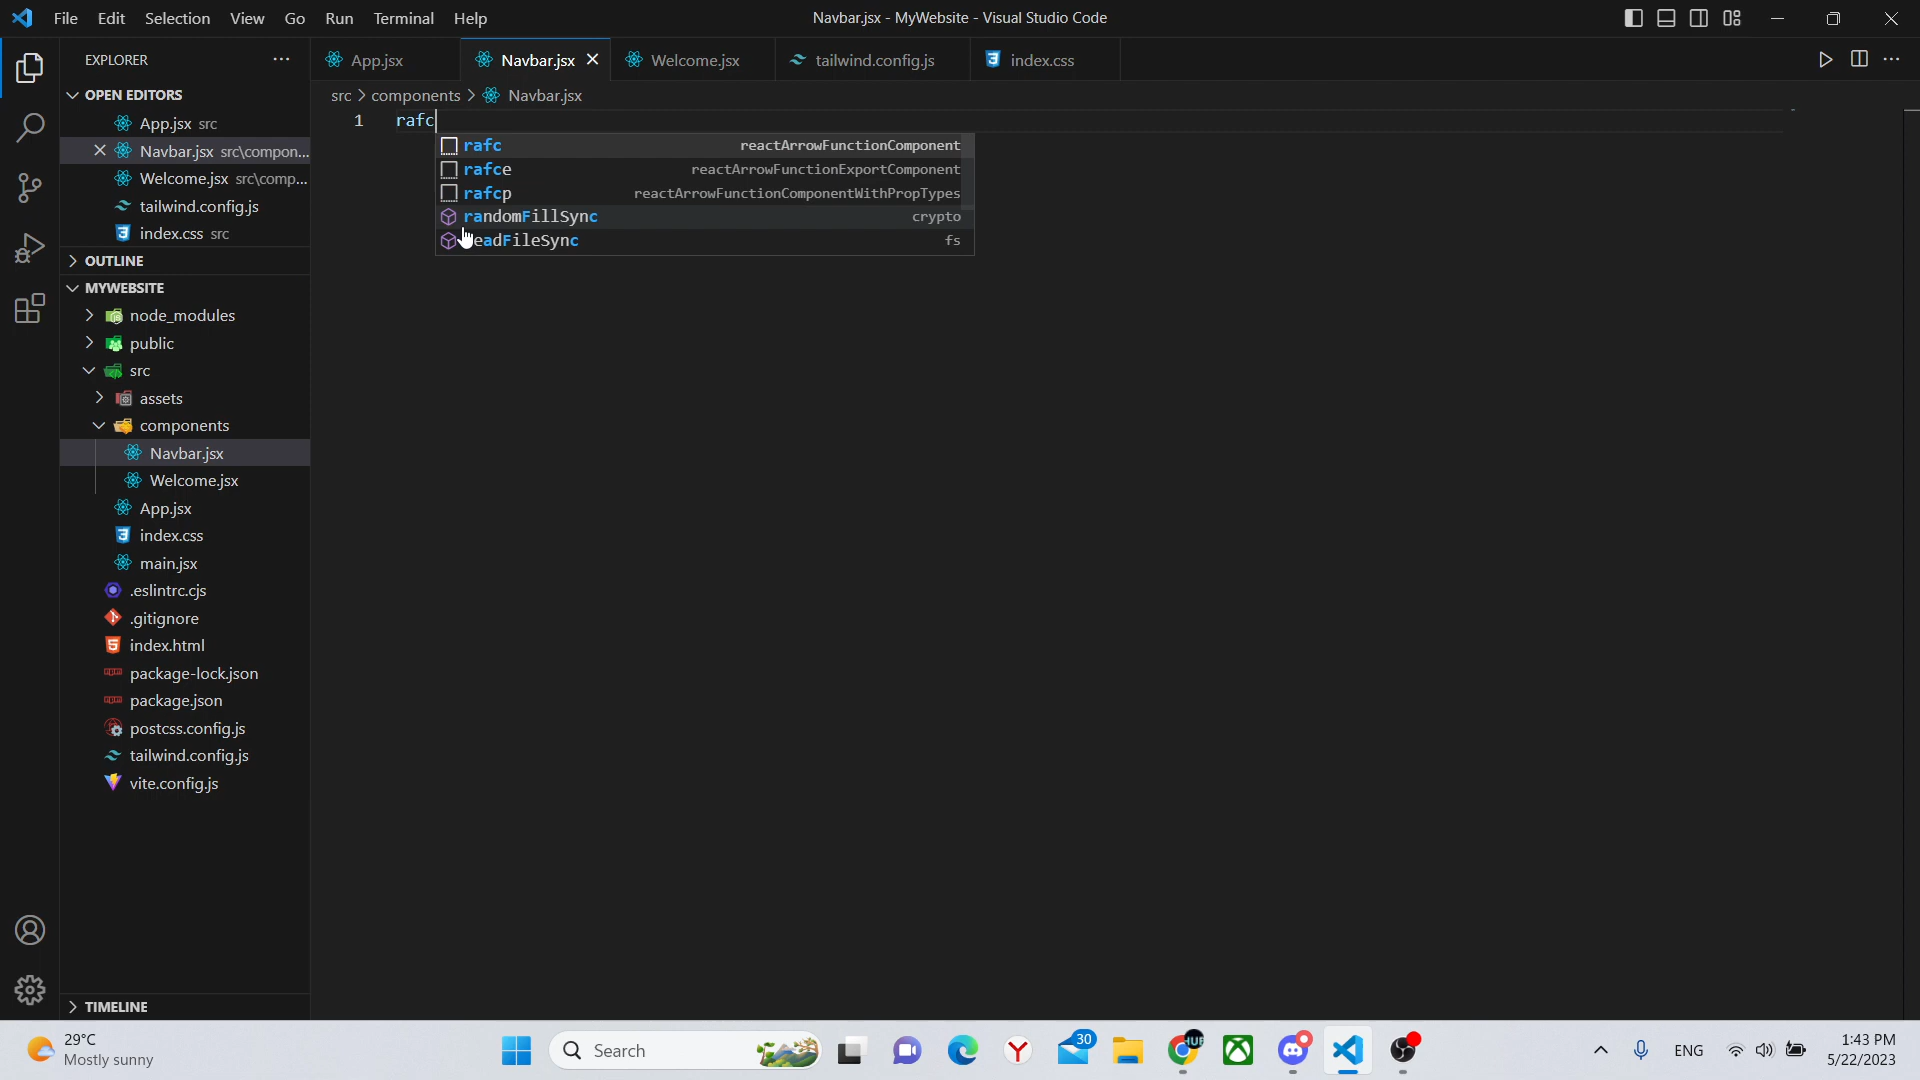 File Edit Selection View Go Run Terminal Help
Navbar.jsx - MyWebsite - Visual Studio Code
EXPLORER
App.jsx
Navbar.jsx
Welcome.jsx
tailwind.config.js
index.css
OPEN EDITORS
App.jsx src
Navbar.jsx src\compon...
Welcome.jsx src\comp...
tailwind.config.js
index.css src
OUTLINE
MYWEBSITE
node_modules
public
src
assets
components
Navbar.jsx
Welcome.jsx
App.jsx
index.css
main.jsx
.eslintrc.cjs
.gitignore
index.html
package-lock.json
package.json
postcss.config.js
tailwind.config.js
vite.config.js
TIMELINE
src > components > Navbar.jsx
1 rafc
rafc reactArrowFunctionComponent
rafce reactArrowFunctionExportComponent
rafcp reactArrowFunctionComponentWithPropTypes
randomFillSync crypto
eadFileSync fs
29°C
Mostly sunny
Search
30
HUB
ENG
1:43 PM
5/22/2023